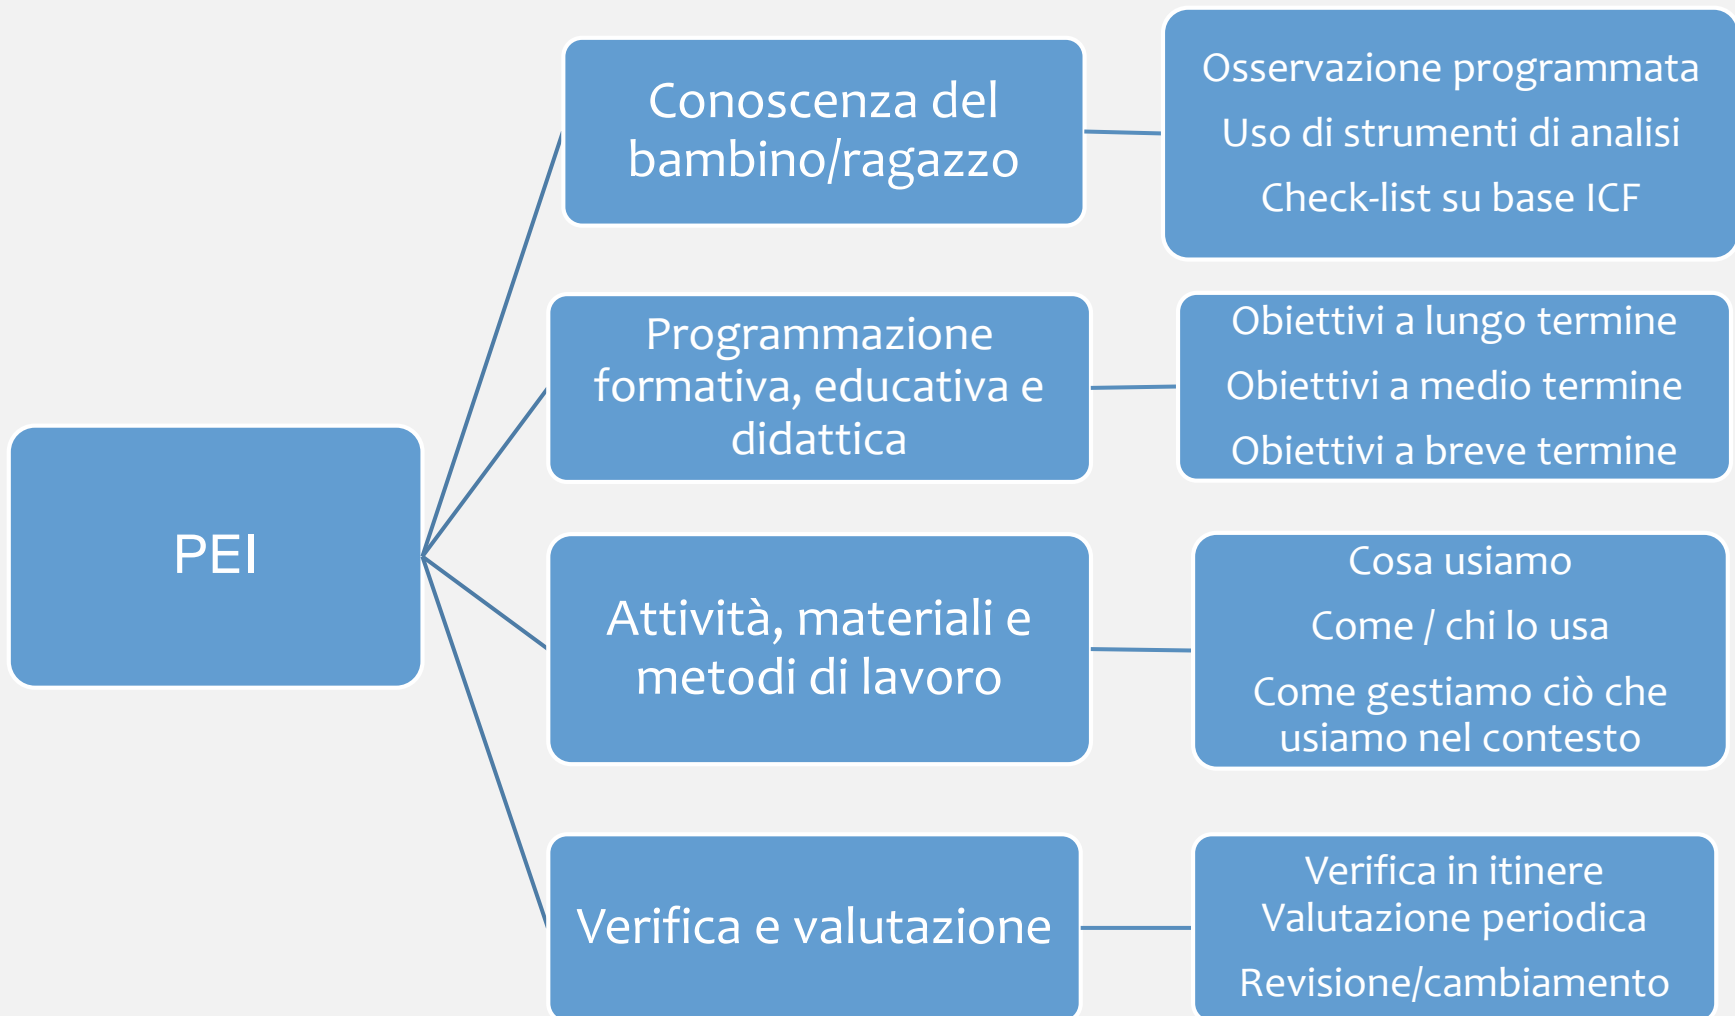 PEI
Conoscenza del
bambino/ragazzo
Osservazione programmata
Uso di strumenti di analisi
Check-list su base ICF
Programmazione
formativa, educativa e
didattica
Obiettivi a lungo termine
Obiettivi a medio termine
Obiettivi a breve termine
Attività, materiali e
metodi di lavoro
Cosa usiamo
Come / chi lo usa
Come gestiamo ciò che
usiamo nel contesto
Verifica e valutazione
Verifica in itinere
Valutazione periodica
Revisione/cambiamento